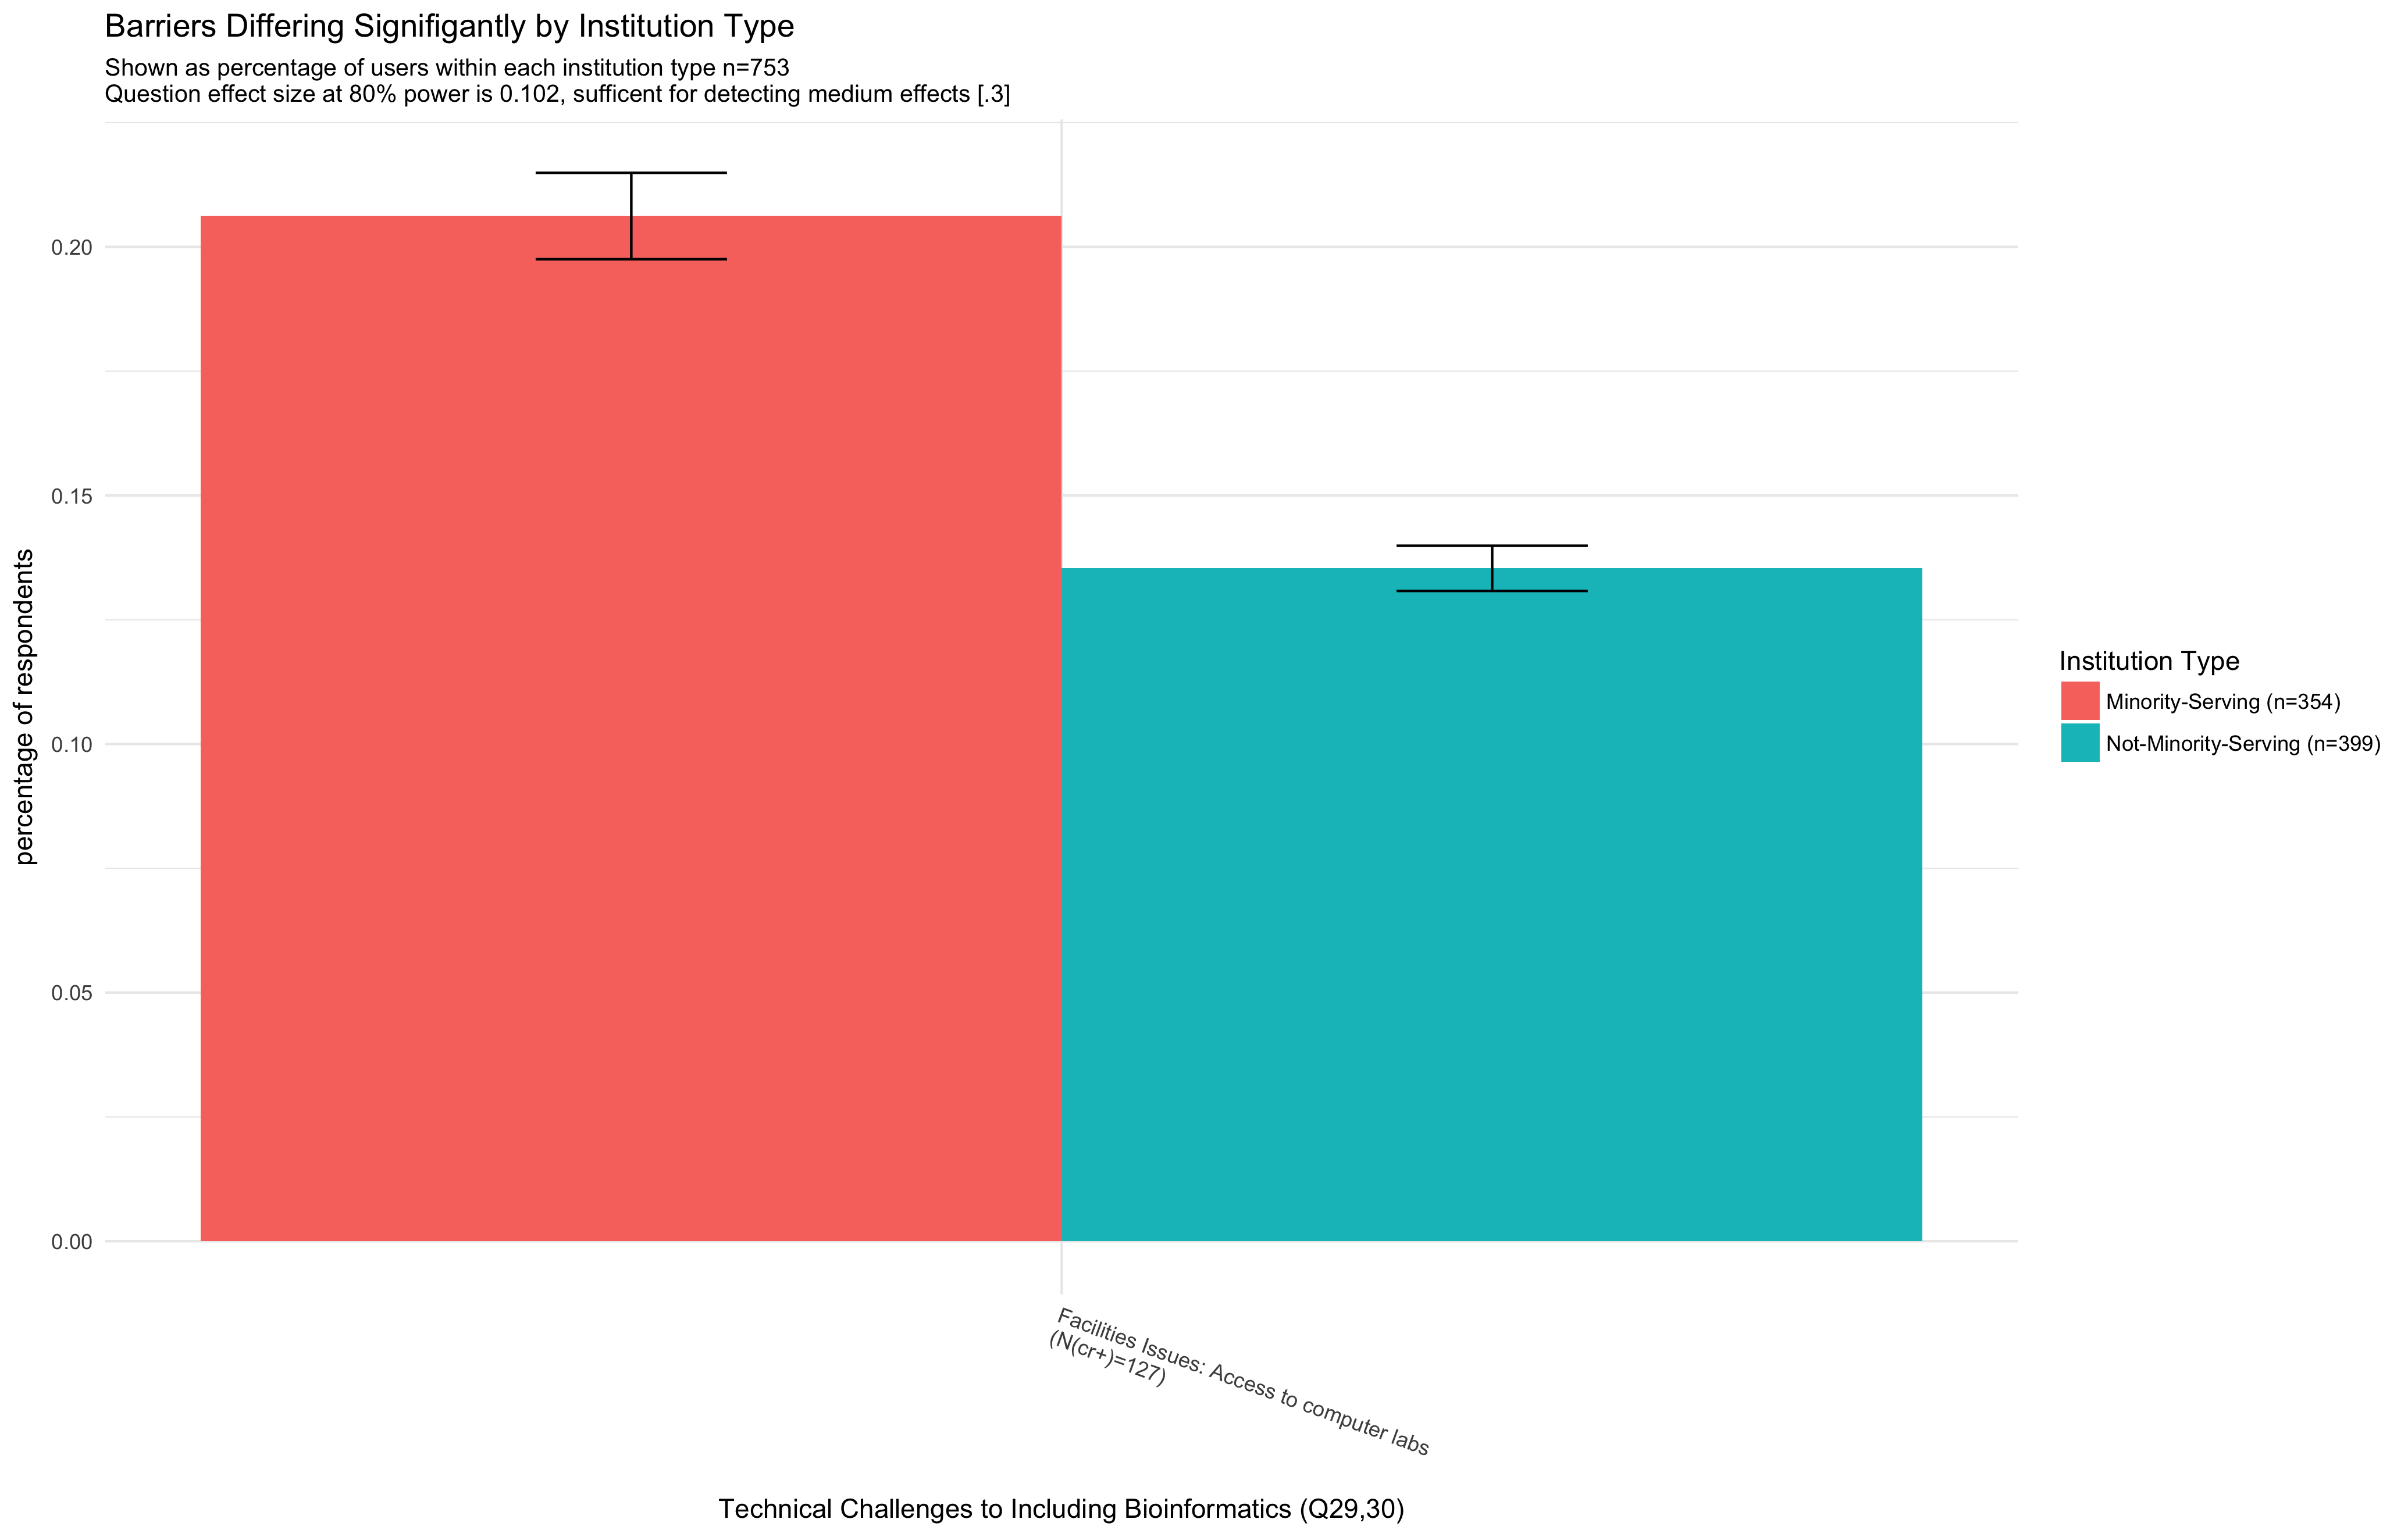 Barriers Differing Signifigantly by Institution Type
Shown as percentage of users within each institution type n=753
Question effect size at 80% power is 0.102, sufficent for detecting medium effects [.3]
percentage of respondents
0.20
0.15
0.10
0.05
0.00
Institution Type
Minority-Serving (n=354)
Not-Minority-Serving (n=399)
Facilities Issues: Access to computer labs
(N(cr+)=127)
Technical Challenges to Including Bioinformatics (Q29,30)